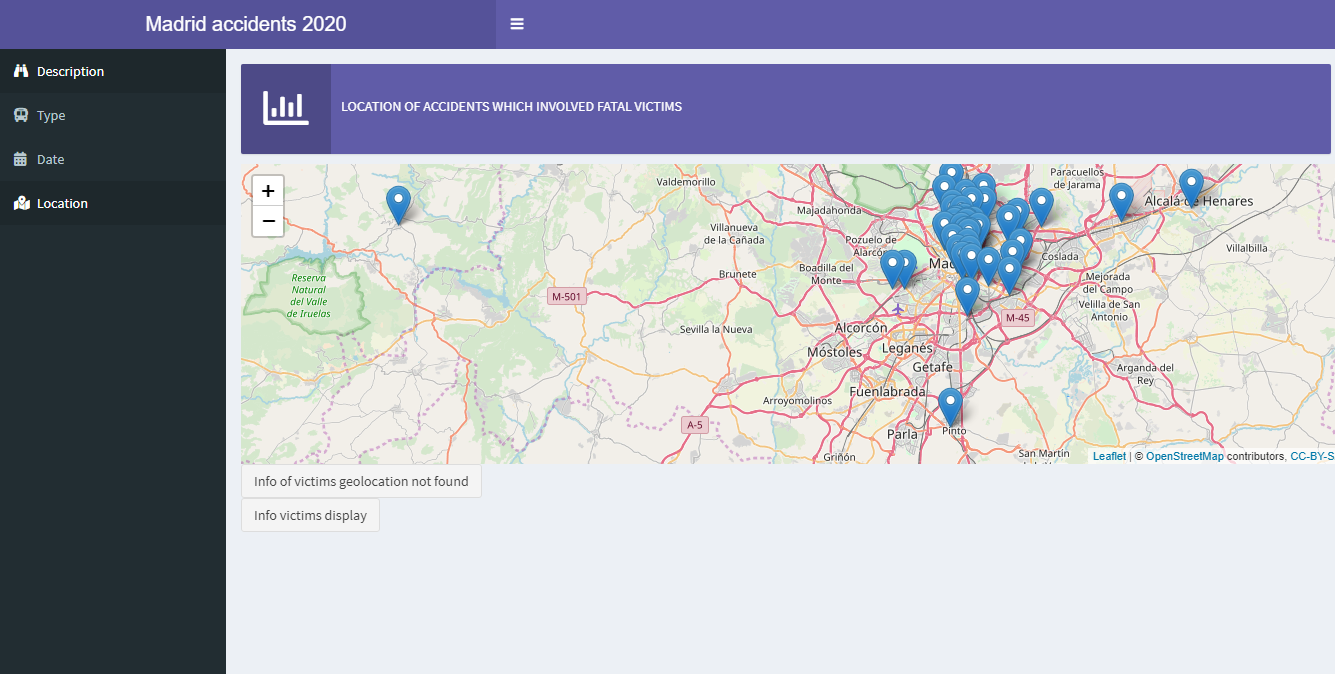 Madrid accidents 2020
Description
Type
Date
Location
LOCATION OF ACCIDENTS WHICH INVOLVED FATAL VICTIMS
+
−
Valdemorillo
Paracuellos
de Jarama
Majadahonda
Alcalá de Henares
Villanueva
de la Cañada
Pozuelo de
Alarc
Villalbilla
Coslada
Mad
Boadilla del
Monte
Brunete
Reserva
Natural
del Valle
de Iruelas
Mejorada
del Campo
M-501
Velilla de San
Antonio
M-45
Sevilla la Nueva
Alcorcón
Móstoles
Leganés
Getafe
Arganda del
Rey
Fuenlabrada
Arroyomolinos
A-5
Parla
Pinto
Griñón
San Martín
Leaflet | © OpenStreetMap contributors, CC-BY-S
Info of victims geolocation not found
Info victims display